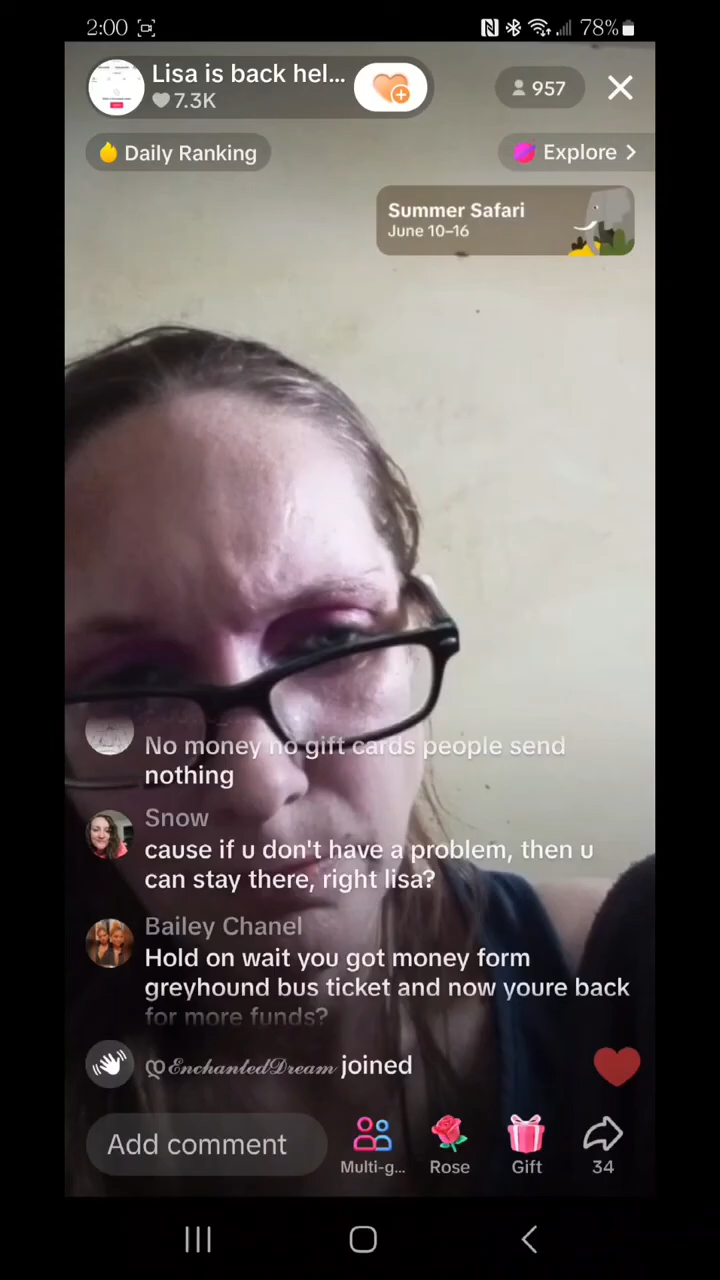 2:00
78%
Lisa is back hel...
7.3K
957
Daily Ranking
Explore >
Summer Safari
June 10–16
No money no gift cards people send
nothing
Snow
cause if u don't have a problem, then u
can stay there, right lisa?
Bailey Chanel
Hold on wait you got money form
greyhound bus ticket and now youre back
for more funds?
ღ𝓔𝓷𝓬𝓱𝓪𝓷𝓽𝓮𝓭𝓓𝓻𝓮𝓪𝓶 joined
Add comment
Multi-g...
Rose
Gift
34